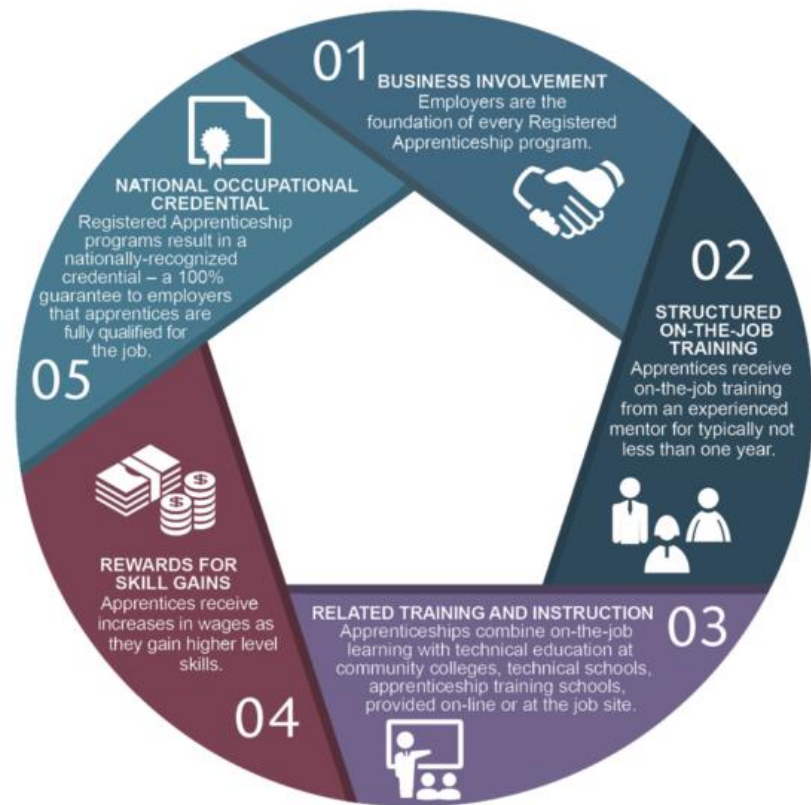 01
BUSINESS INVOLVEMENT
Employers are the
foundation of every Registered
Apprenticeship program.
02
STRUCTURED
ON-THE-JOB
TRAINING
Apprentices receive
on-the-job training
from an experienced
mentor for typically not
less than one year.
03
RELATED TRAINING AND INSTRUCTION
Apprenticeships combine on-the-job
learning with technical education at
community colleges, technical schools,
apprenticeship training schools,
provided on-line or at the job site.
04
REWARDS FOR
SKILL GAINS
Apprentices receive
increases in wages as
they gain higher level
skills.
$
$
05
NATIONAL OCCUPATIONAL
CREDENTIAL
Registered Apprenticeship
programs result in a
nationally-recognized
credential – a 100%
guarantee to employers
that apprentices are
fully qualified for
the job.